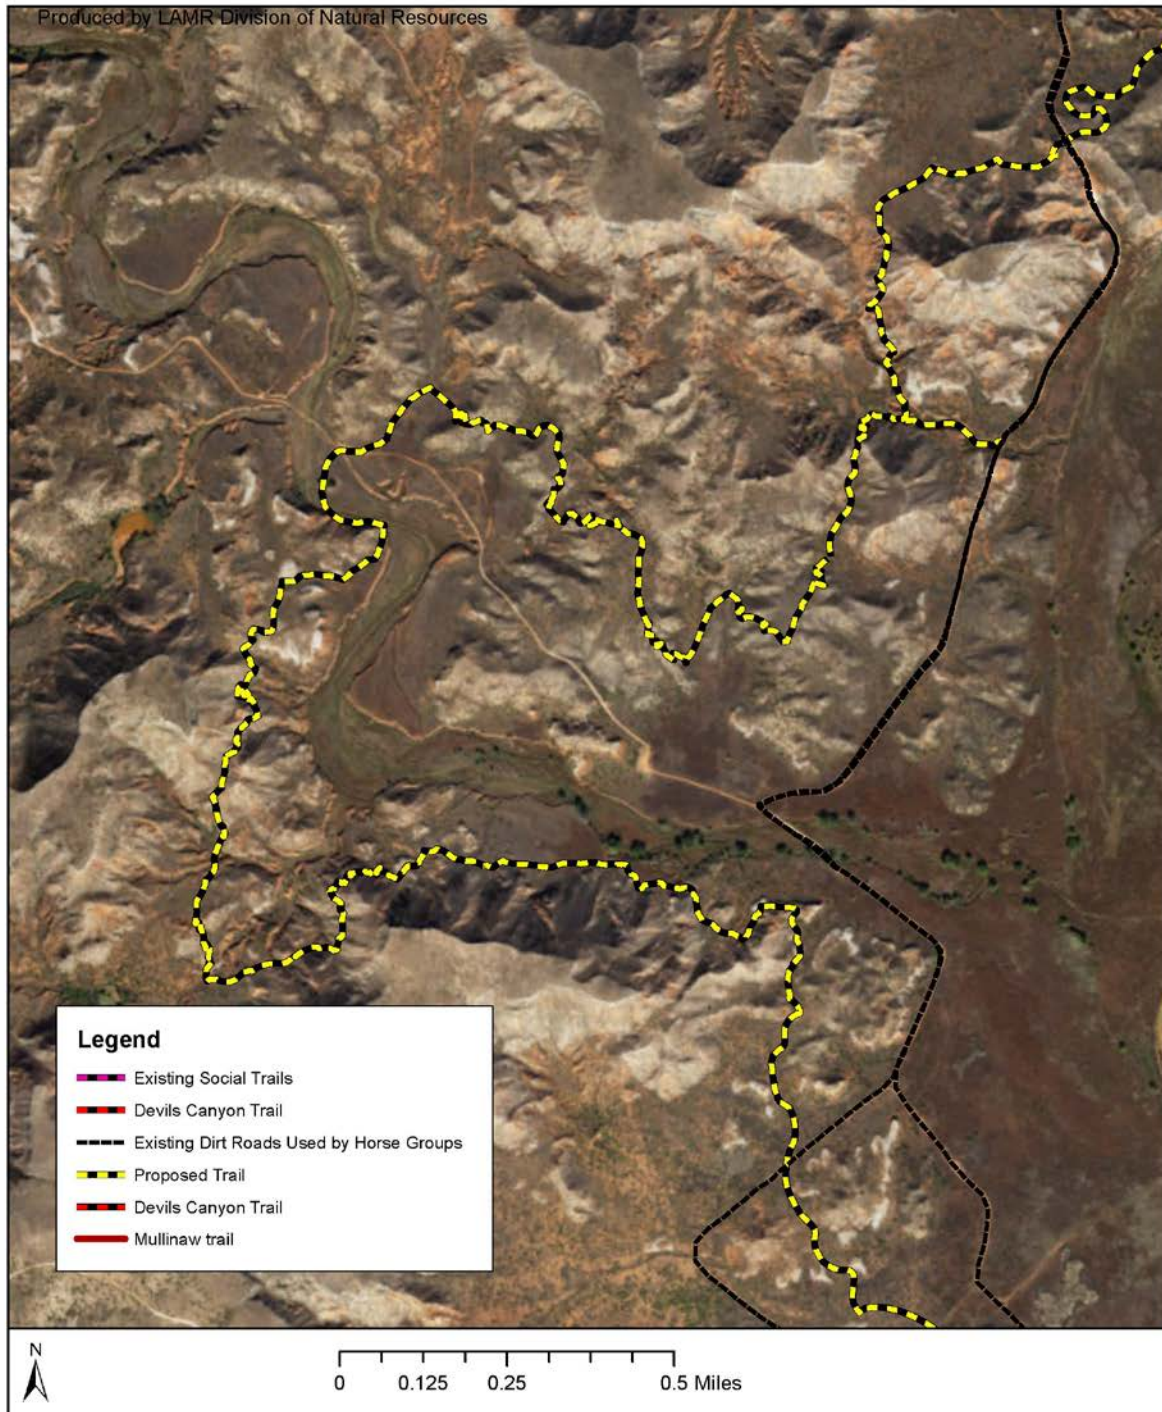 Produced by LAMR Division of Natural Resources
Legend
Existing Social Trails
Devils Canyon Trail
Existing Dirt Roads Used by Horse Groups
Proposed Trail
Devils Canyon Trail
Mullinaw trail
N
0 0.125 0.25 0.5 Miles